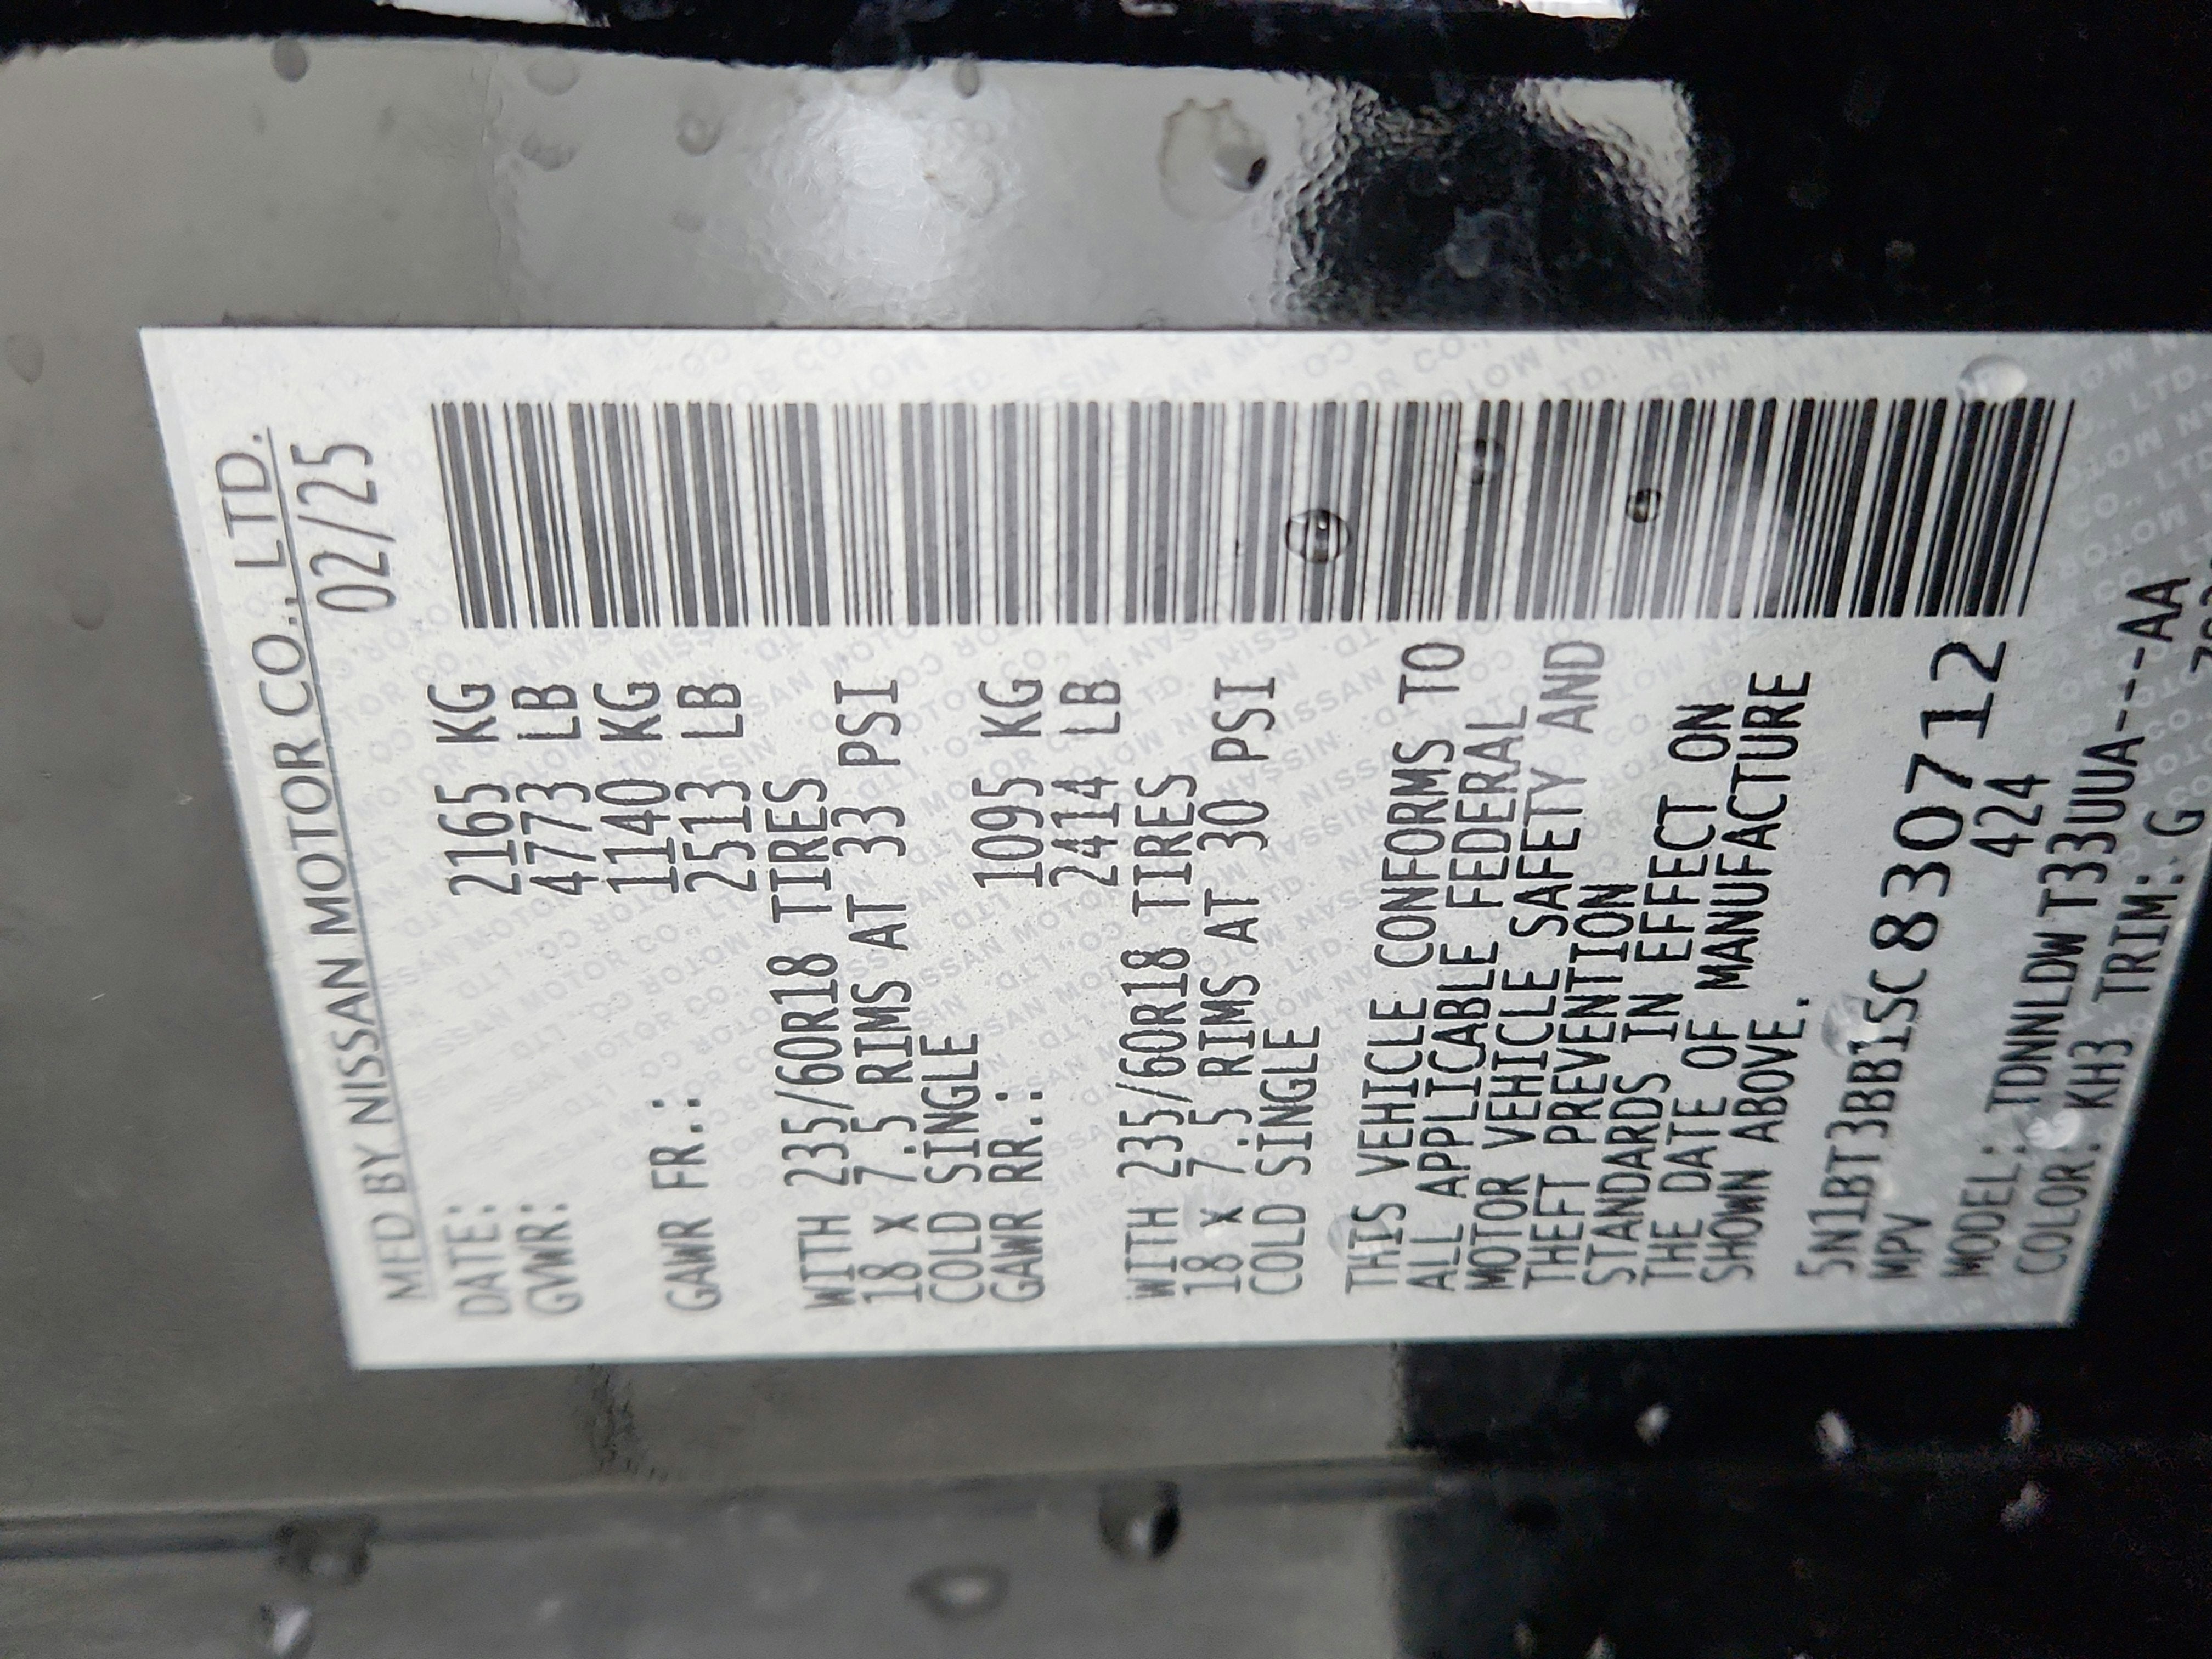 MFD BY NISSAN MOTOR CO., LTD.
DATE: 02/25
GVWR: 2165 KG
4773 LB
GAWR FR.: 1140 KG
2513 LB
WITH 235/60R18 TIRES
18 X 7.5 RIMS AT 33 PSI
COLD SINGLE
GAWR RR.: 1095 KG
2414 LB
WITH 235/60R18 TIRES
18 X 7.5 RIMS AT 30 PSI
COLD SINGLE
THIS VEHICLE CONFORMS TO
ALL APPLICABLE FEDERAL
MOTOR VEHICLE SAFETY AND
THEFT PREVENTION
STANDARDS IN EFFECT ON
THE DATE OF MANUFACTURE
SHOWN ABOVE.
5N1BT3BB1SC830712
MPV 424
MODEL: TDNNLDWT33UUA---AA
COLOR: KH3 TRIM: G